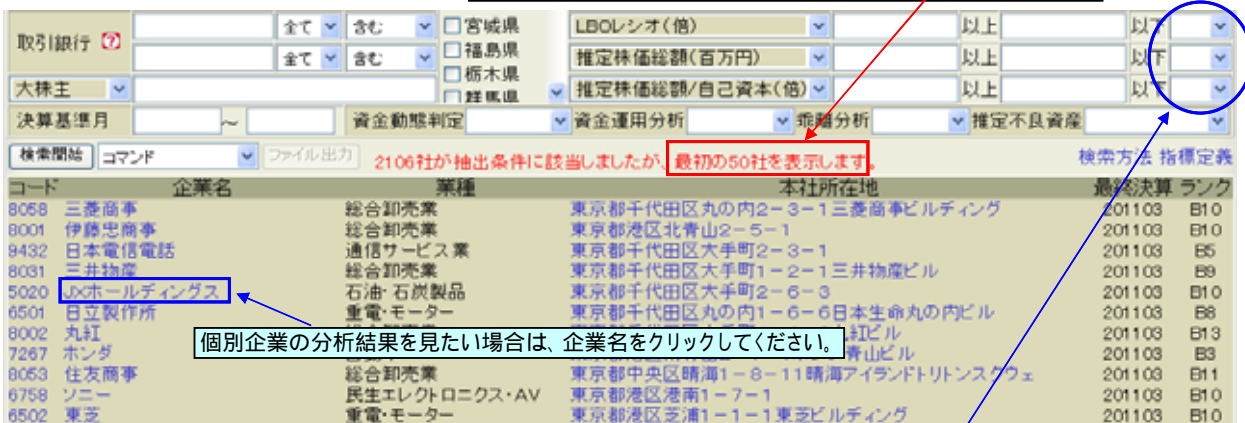 取引銀行 ? 全て 含む 宮城県 LBOレシオ(倍) 以上 以下
全て 含む 福島県 推定株価総額(百万円) 以上 以下
栃木県
大株主 群馬県 推定株価総額/自己資本(倍) 以上 以下
決算基準月 ～ 資金動態判定 資金運用分析 乖離分析 推定不良資産
検索開始 コマンド ファイル出力 2106社が抽出条件に該当しましたが、最初の50社を表示します。 検索方法 指標定義
コード 企業名 業種 本社所在地 最終決算 ランク
8058 三菱商事 総合卸売業 東京都千代田区丸の内2-3-1三菱商事ビルディング 201103 B10
8001 伊藤忠商事 総合卸売業 東京都港区北青山2-5-1 201103 B10
9432 日本電信電話 通信サービス業 東京都千代田区大手町2-3-1 201103 B5
8031 三井物産 総合卸売業 東京都千代田区大手町1-2-1三井物産ビル 201103 B9
5020 JXホールディングス 石油・石炭製品 東京都千代田区大手町2-6-3 201103 B10
6501 日立製作所 重電・モーター 東京都千代田区丸の内1-6-6日本生命丸の内ビル 201103 B8
8002 丸紅 紅ビル 201103 B13
個別企業の分析結果を見たい場合は、企業名をクリックしてください。
7267 ホンダ 青山ビル 201103 B3
8053 住友商事 総合卸売業 東京都中央区晴海1-8-11晴海アイランドトリトンスクウェ 201103 B11
6758 ソニー 民生エレクトロニクス・AV 東京都港区港南1-7-1 201103 B10
6502 東芝 重電・モーター 東京都港区芝浦1-1-1東芝ビルディング 201103 B10